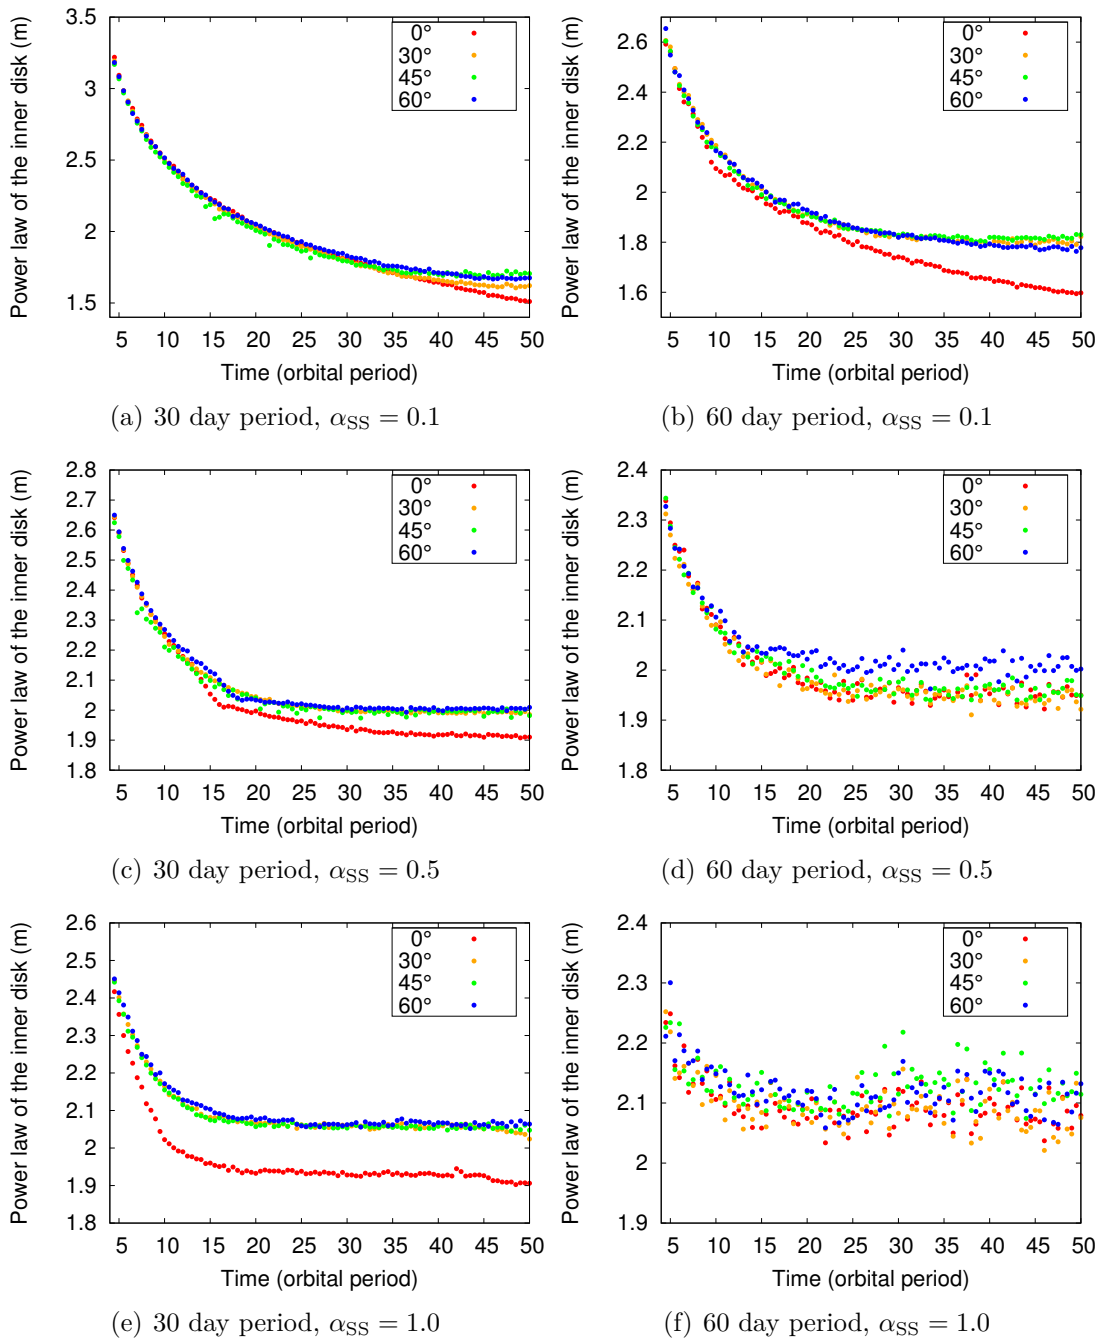 Power law of the inner disk (m)
3.5
3
2.5
2
1.5
0°
30°
45°
60°
5 10 15 20 25 30 35 40 45 50
Time (orbital period)
(a) 30 day period, αSS = 0.1
Power law of the inner disk (m)
2.6
2.4
2.2
2
1.8
1.6
0°
30°
45°
60°
5 10 15 20 25 30 35 40 45 50
Time (orbital period)
(b) 60 day period, αSS = 0.1
Power law of the inner disk (m)
2.8
2.7
2.6
2.5
2.4
2.3
2.2
2.1
2
1.9
1.8
0°
30°
45°
60°
5 10 15 20 25 30 35 40 45 50
Time (orbital period)
(c) 30 day period, αSS = 0.5
Power law of the inner disk (m)
2.4
2.3
2.2
2.1
2
1.9
1.8
0°
30°
45°
60°
5 10 15 20 25 30 35 40 45 50
Time (orbital period)
(d) 60 day period, αSS = 0.5
Power law of the inner disk (m)
2.6
2.5
2.4
2.3
2.2
2.1
2
1.9
1.8
0°
30°
45°
60°
5 10 15 20 25 30 35 40 45 50
Time (orbital period)
(e) 30 day period, αSS = 1.0
Power law of the inner disk (m)
2.4
2.3
2.2
2.1
2
1.9
0°
30°
45°
60°
5 10 15 20 25 30 35 40 45 50
Time (orbital period)
(f) 60 day period, αSS = 1.0